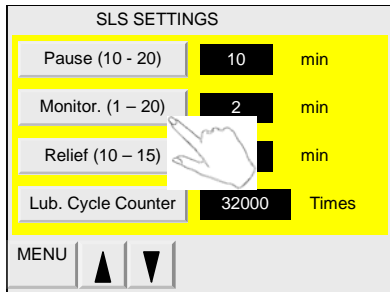 SLS SETTINGS
Pause (10 - 20) 10 min
Monitor. (1 – 20) 2 min
Relief (10 – 15) min
Lub. Cycle Counter 32000 Times
MENU